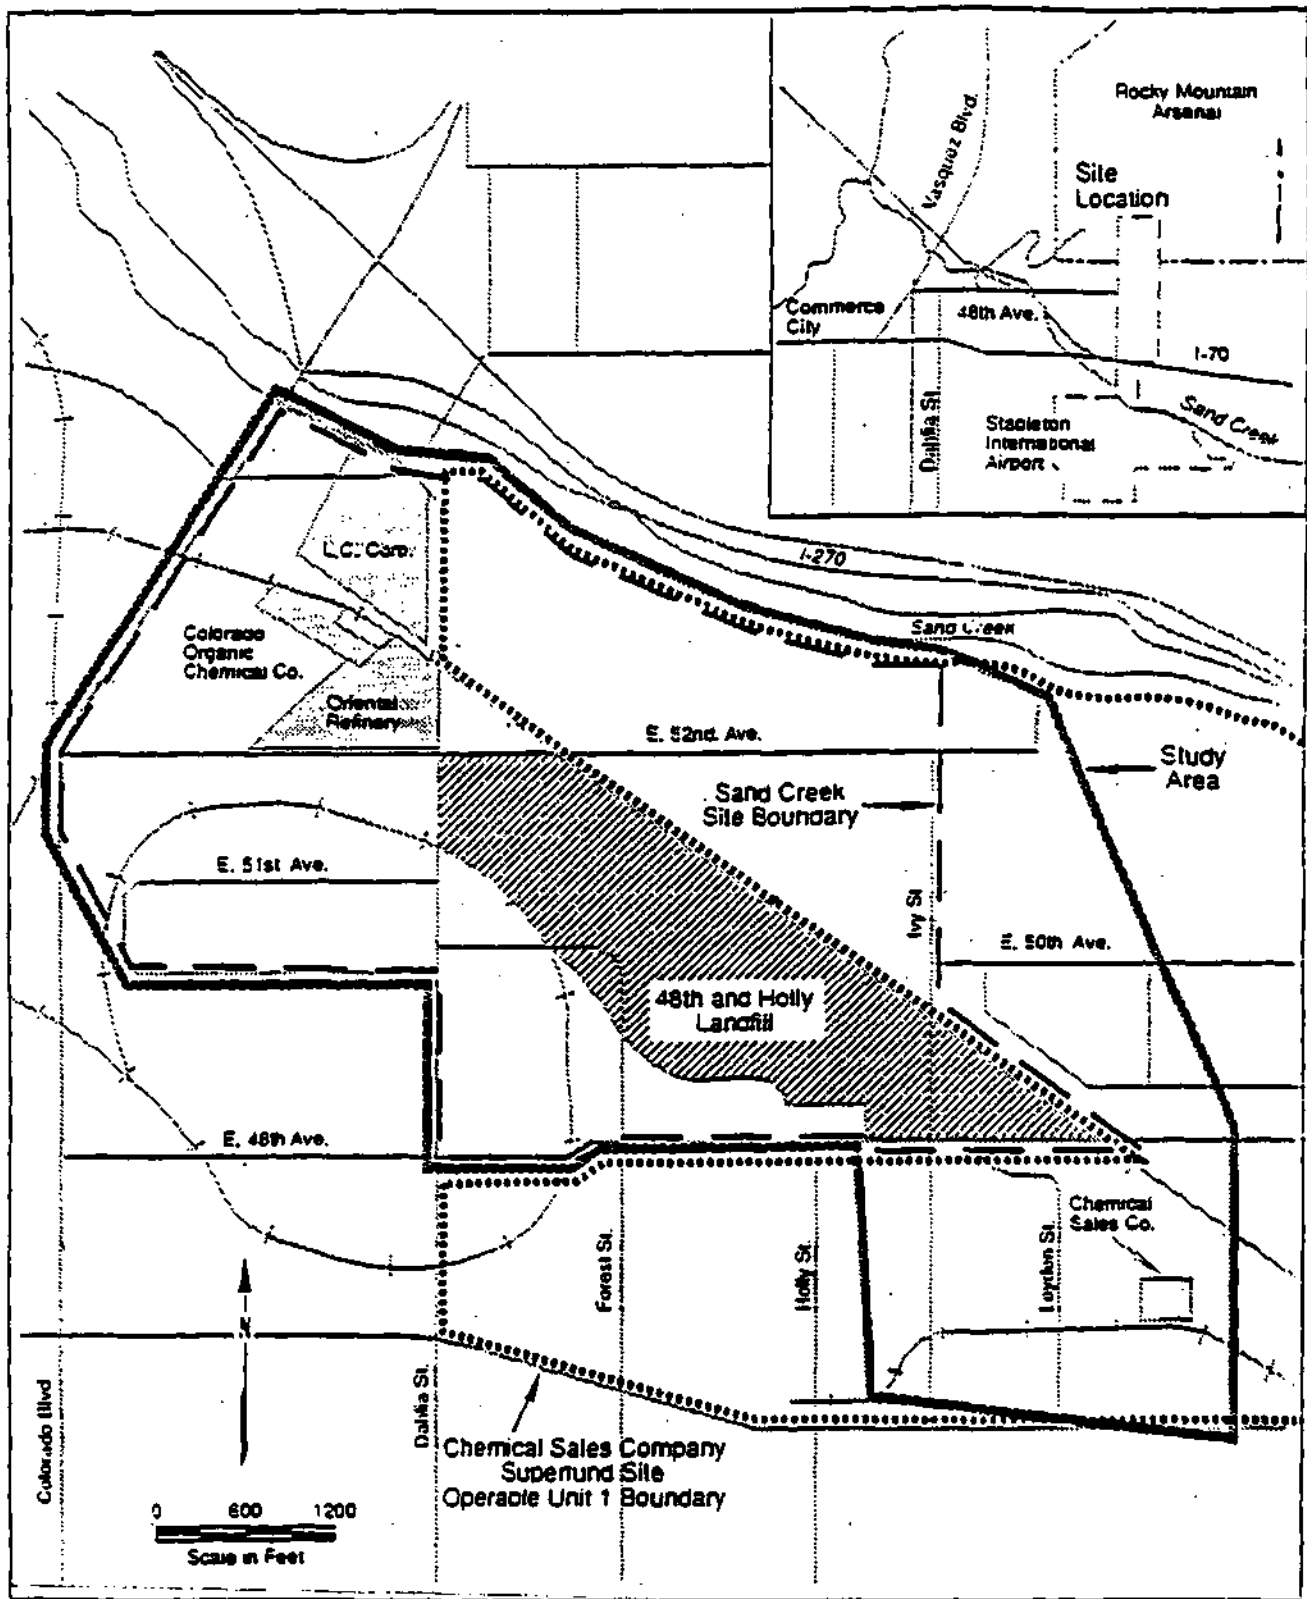 Rocky Mountain
Arsenal
Vasquez Blvd.
Site
Location
Commerce
City
48th Ave.
I-70
Dahlia St.
Sand Creek
Stapleton
International
Airport
I-270
Sand Creek
Colorado
Organic
Chemical Co.
Oriental
Refinery
E. 52nd. Ave.
Study
Area
Sand Creek
Site Boundary
E. 51st Ave.
Ivy St.
E. 50th Ave.
48th and Holly
Landfill
E. 48th Ave.
Chemical
Sales Co.
Forest St.
Holly St.
Leyden St.
N
Colorado Blvd
Dahlia St.
Chemical Sales Company
Superfund Site
Operable Unit 1 Boundary
0 600 1200
Scale in Feet